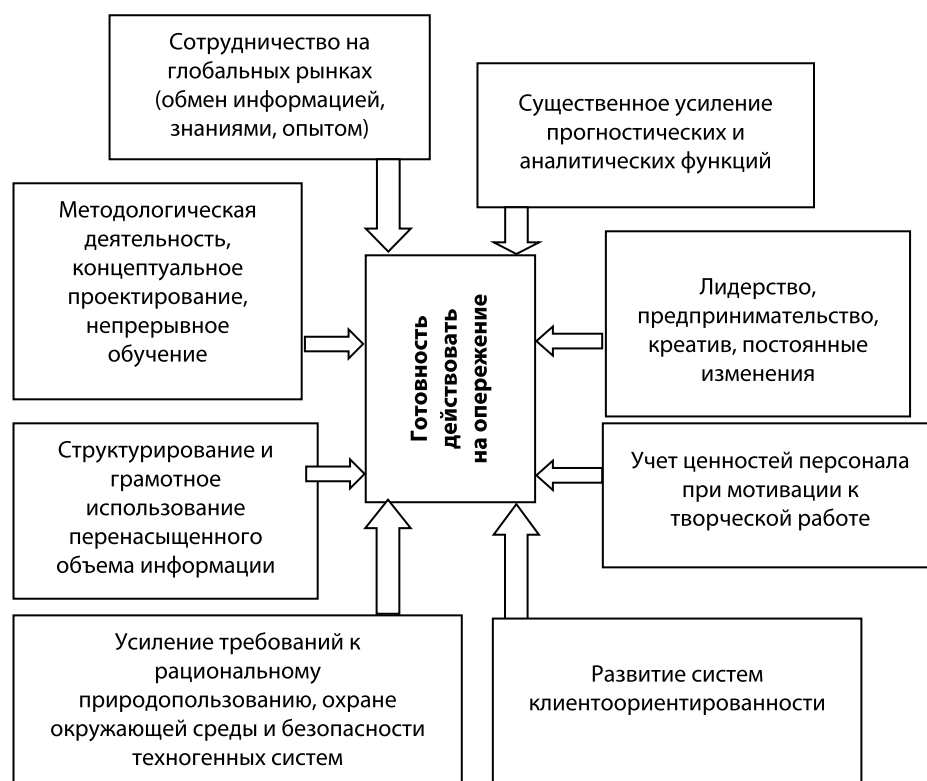 Сотрудничество на
глобальных рынках
(обмен информацией,
знаниями, опытом)
Существенное усиление
прогностических и
аналитических функций
Методологическая
деятельность,
концептуальное
проектирование,
непрерывное
обучение
Готовность
действовать
на опережение
Лидерство,
предпринимательство,
креатив, постоянные
изменения
Структурирование и
грамотное
использование
перенасыщенного
объема информации
Учет ценностей персонала
при мотивации к
творческой работе
Усиление требований к
рациональному
природопользованию, охране
окружающей среды и безопасности
техногенных систем
Развитие систем
клиентоориентированности